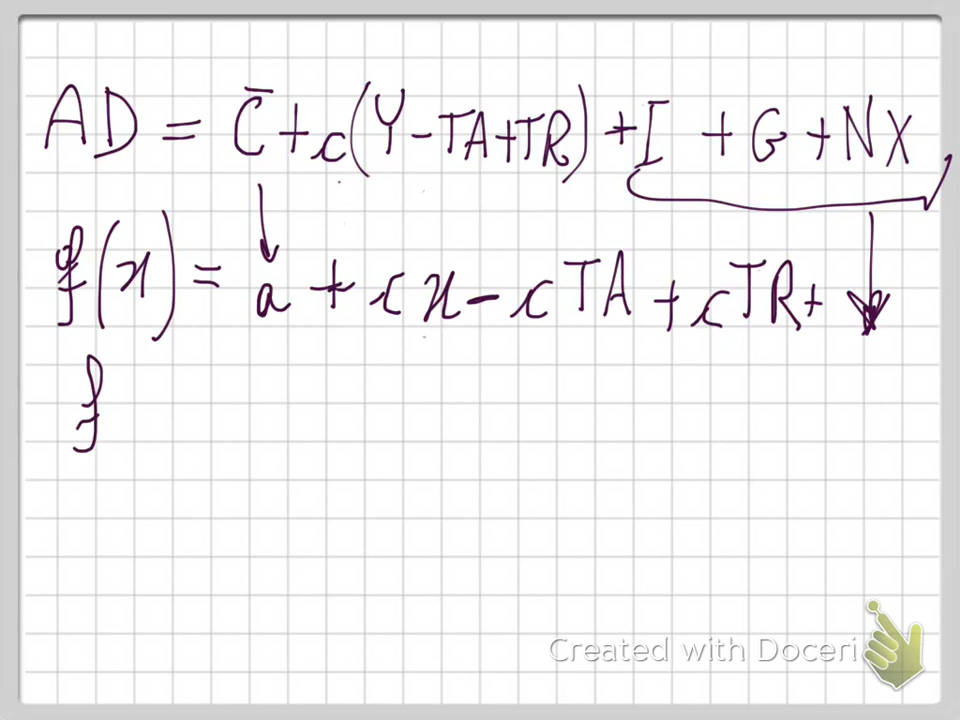 AD = C̄ + c(Y - TA + TR) + I + G + NX
f(x) = a + cx - cTA + cTR +
f
Created with Doceri